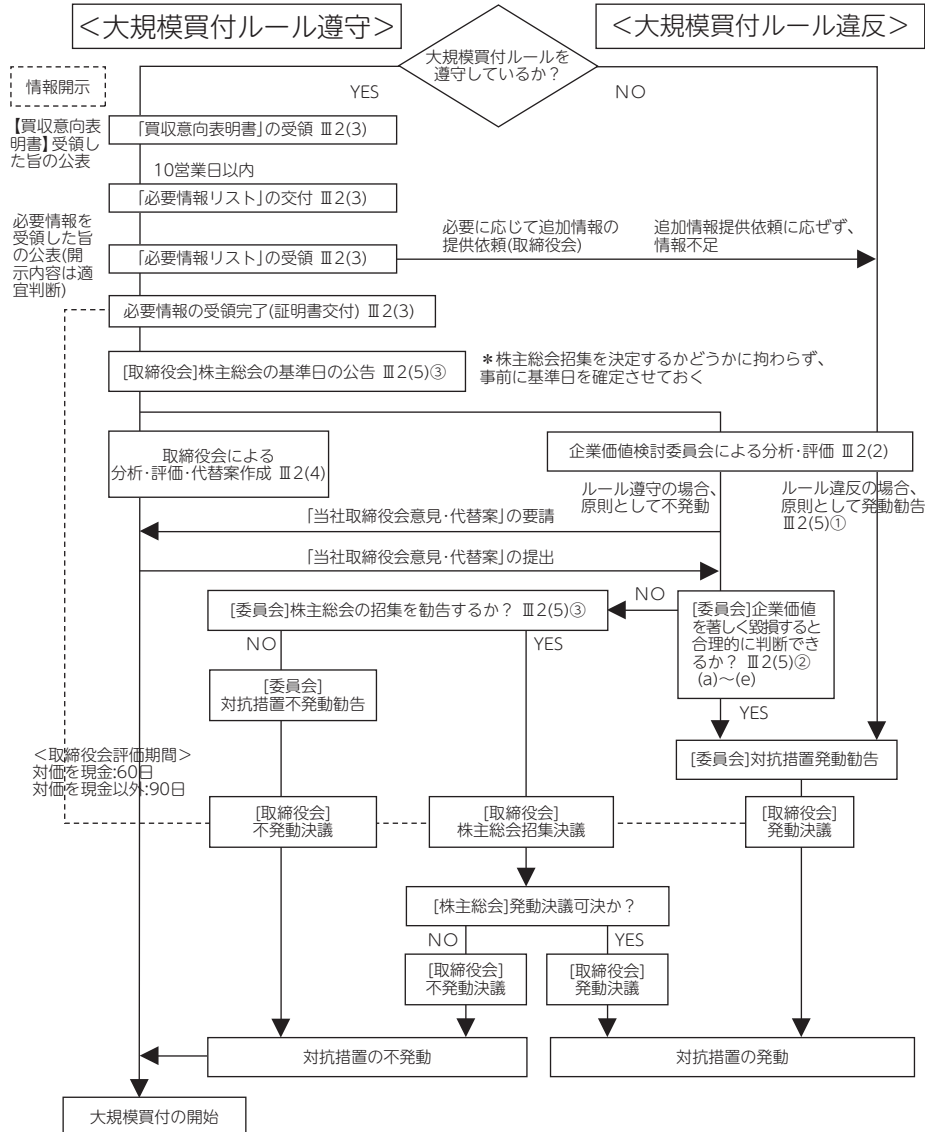 <大規模買付ルール遵守>
<大規模買付ルール違反>
大規模買付ルールを
遵守しているか？
情報開示
YES
NO
【買収意向表
明書】受領し
た旨の公表
「買収意向表明書」の受領 Ⅲ2(3)
10営業日以内
「必要情報リスト」の交付 Ⅲ2(3)
必要情報を
受領した旨
の公表(開
示内容は適
宜判断)
必要に応じて追加情報の
提供依頼(取締役会)
追加情報提供依頼に応ぜず、
情報不足
「必要情報リスト」の受領 Ⅲ2(3)
必要情報の受領完了(証明書交付) Ⅲ2(3)
[取締役会]株主総会の基準日の公告 Ⅲ2(5)③
＊株主総会招集を決定するかどうかに拘わらず、
事前に基準日を確定させておく
取締役会による
分析・評価・代替案作成 Ⅲ2(4)
企業価値検討委員会による分析・評価 Ⅲ2(2)
ルール遵守の場合、
原則として不発動
ルール違反の場合、
原則として発動勧告
Ⅲ2(5)①
「当社取締役会意見・代替案」の要請
「当社取締役会意見・代替案」の提出
[委員会]株主総会の招集を勧告するか？ Ⅲ2(5)③
NO
[委員会]企業価値
を著しく毀損すると
合理的に判断でき
るか？ Ⅲ2(5)②
(a)～(e)
NO
YES
[委員会]
対抗措置不発動勧告
YES
<取締役会評価期間>
対価を現金:60日
対価を現金以外:90日
[委員会]対抗措置発動勧告
[取締役会]
不発動決議
[取締役会]
株主総会招集決議
[取締役会]
発動決議
[株主総会]発動決議可決か？
NO
YES
[取締役会]
不発動決議
[取締役会]
発動決議
対抗措置の不発動
対抗措置の発動
大規模買付の開始